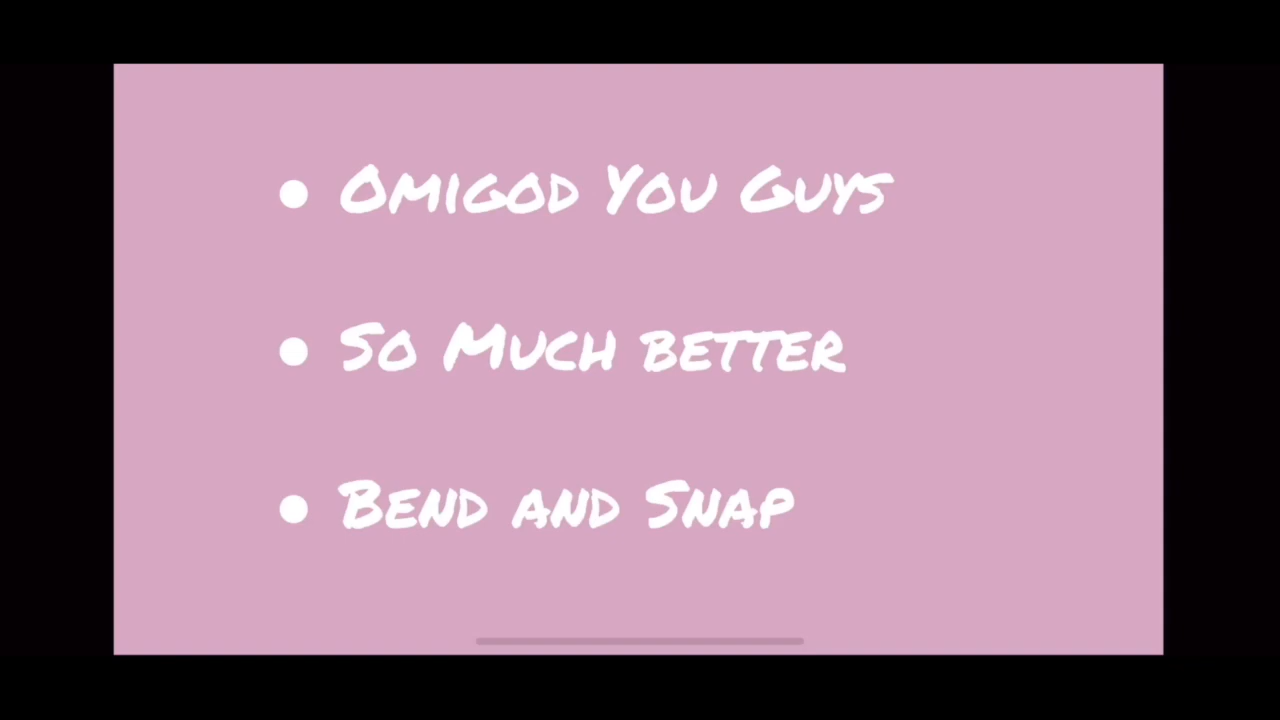 • Omigod You Guys
• So Much better
• Bend and Snap